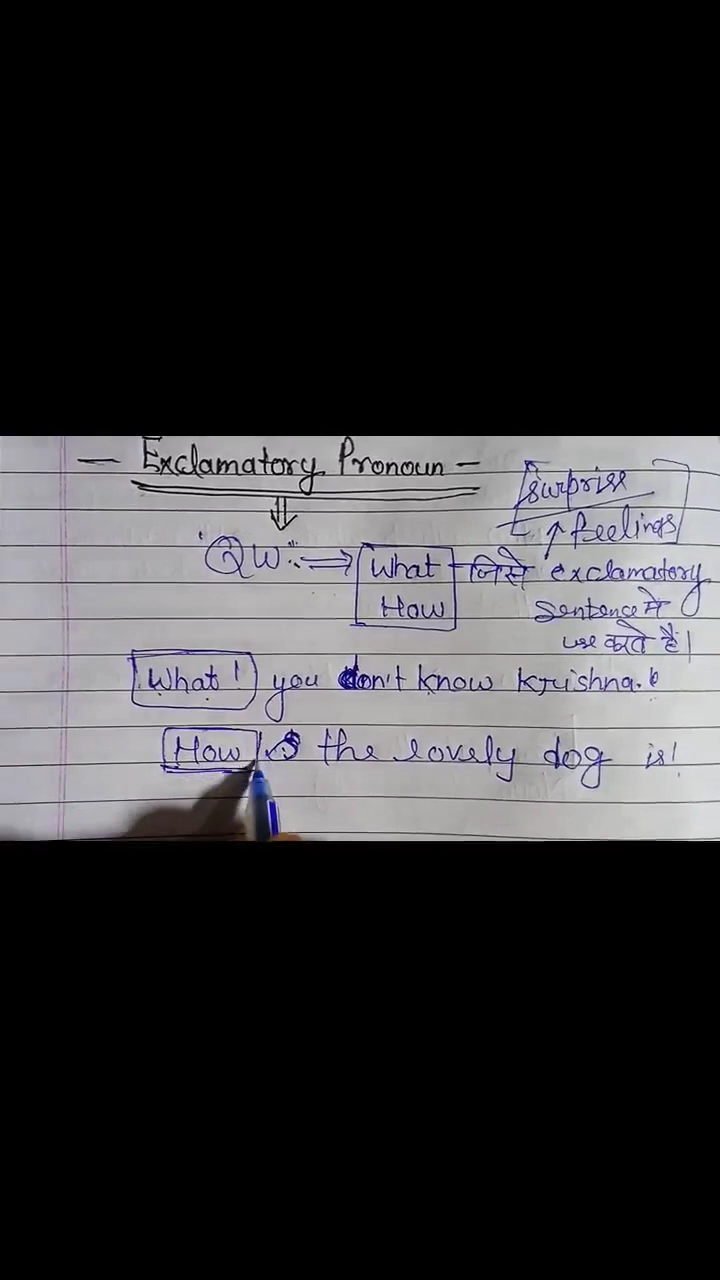 — Exclamatory Pronoun —
surprise
↑ feelings
"QW" ⇒ What - जिसे exclamatory
How sentence में
use करते हैं।
What! you don't know Krishna.
How the lovely dog is!